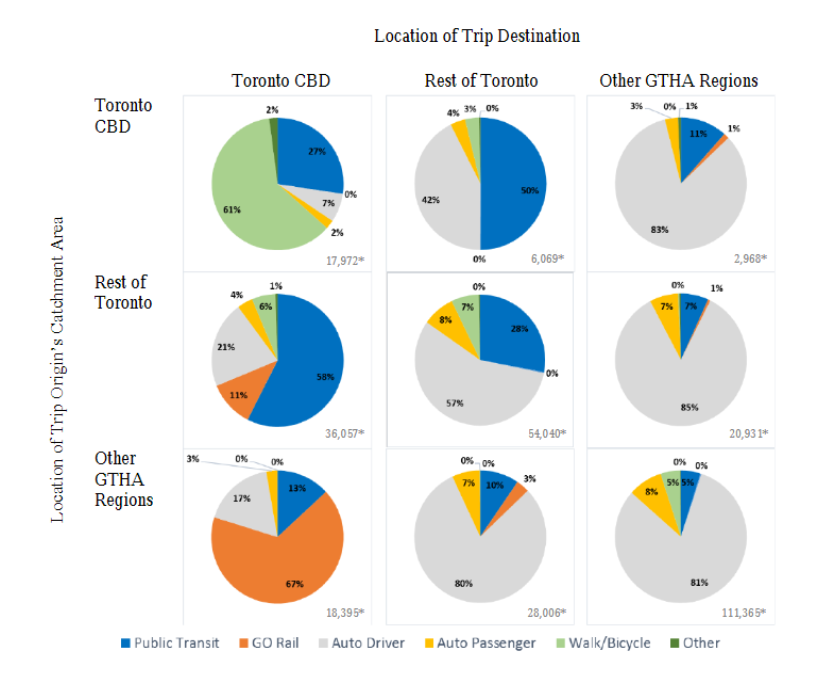 Location of Trip Destination
Toronto CBD Rest of Toronto Other GTHA Regions
Location of Trip Origin's Catchment Area
Toronto
CBD
2%
27%
0%
7%
2%
61%
17,972*
4% 3% 0%
50%
42%
0%
6,069*
3% 0% 1%
11%
1%
83%
2,968*
Rest of
Toronto
4% 6% 1%
21%
11%
58%
36,057*
0%
7%
8%
28%
0%
57%
54,040*
0%
7% 7% 1%
85%
20,931*
Other
GTHA
Regions
3% 0% 0%
13%
17%
67%
18,395*
0% 0%
7% 10% 3%
80%
28,006*
0% 0%
8% 5% 5%
81%
111,365*
Public Transit GO Rail Auto Driver Auto Passenger Walk/Bicycle Other